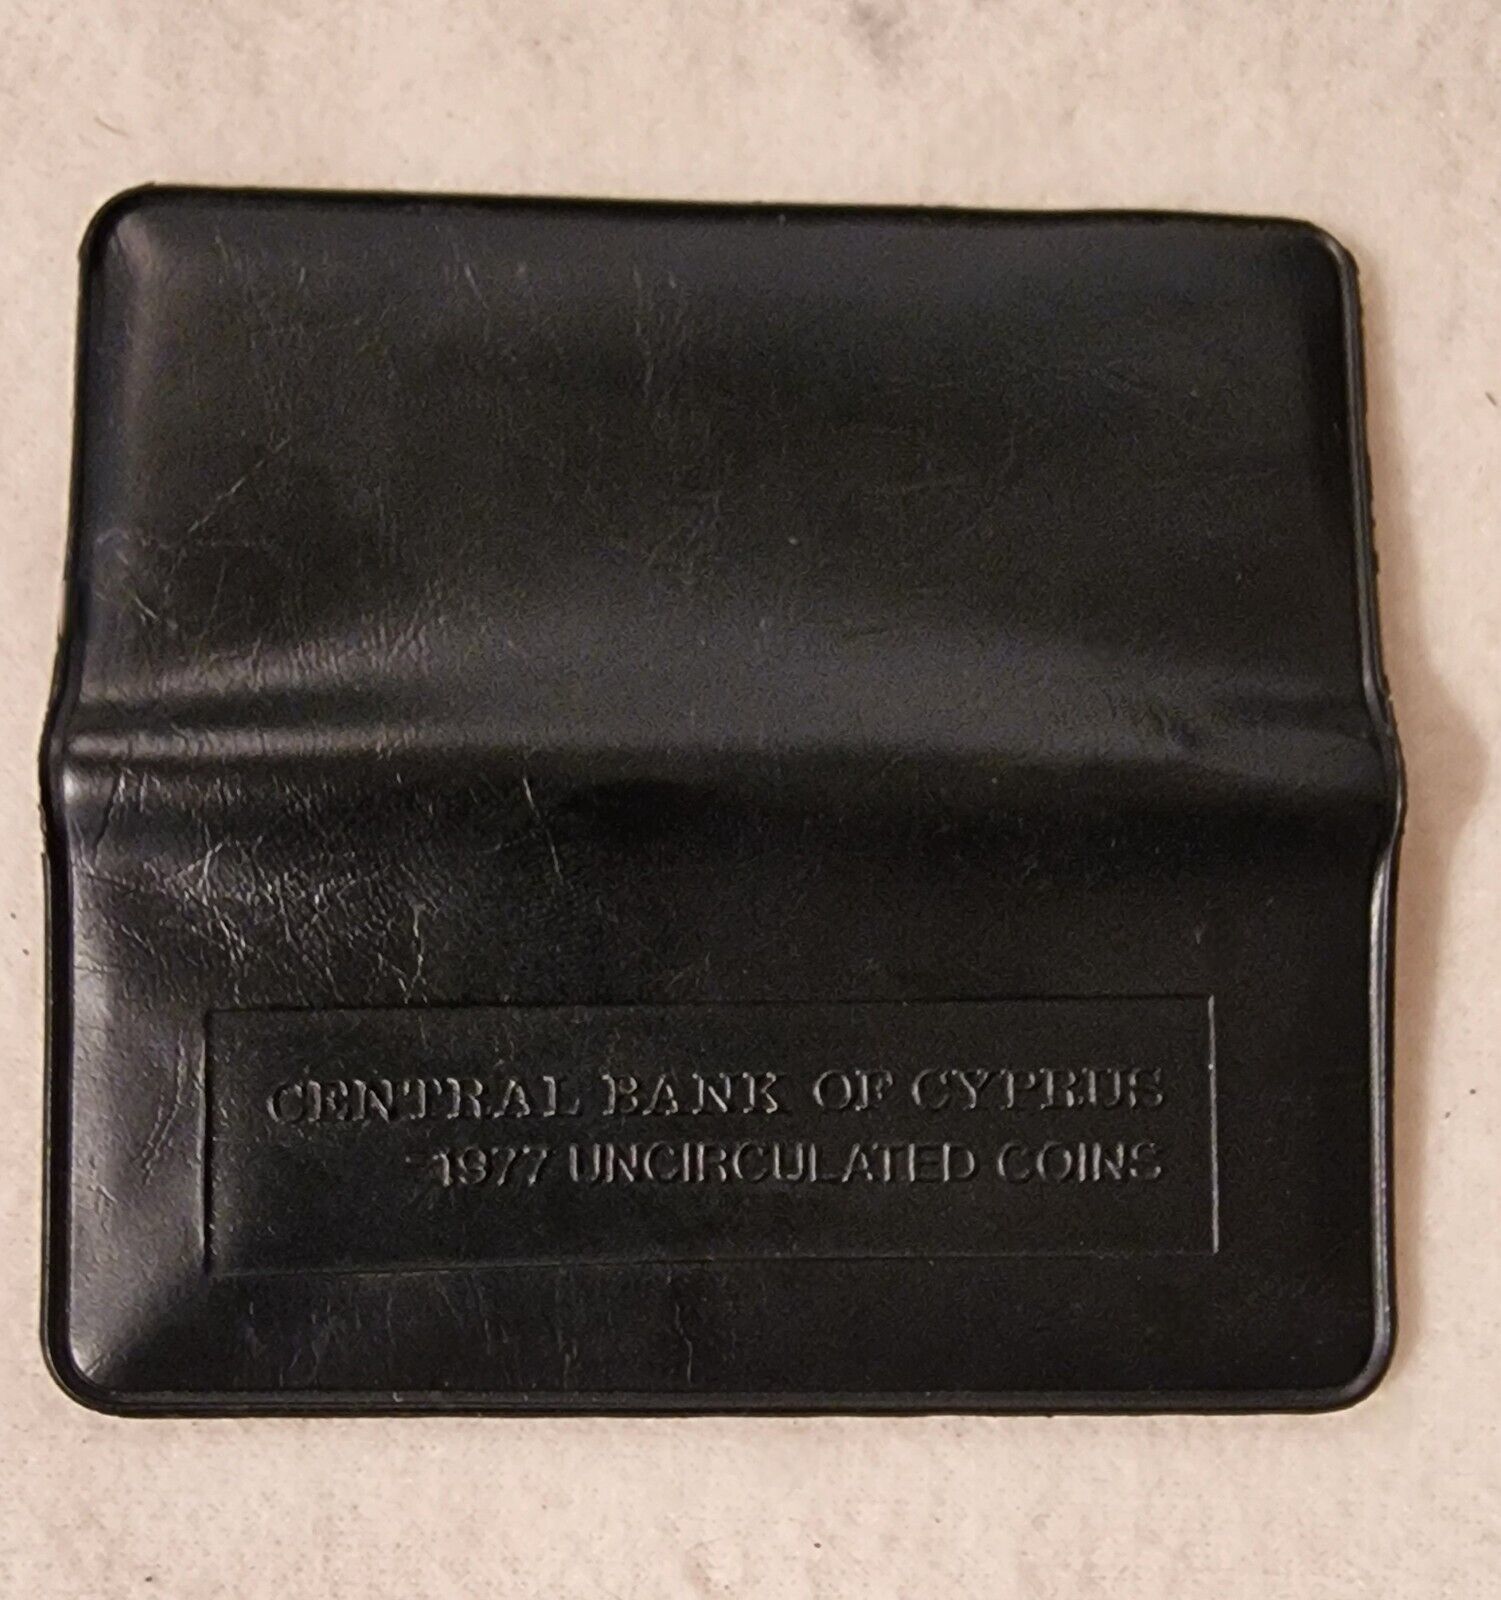 CENTRAL BANK OF CYPRUS
1977 UNCIRCULATED COINS